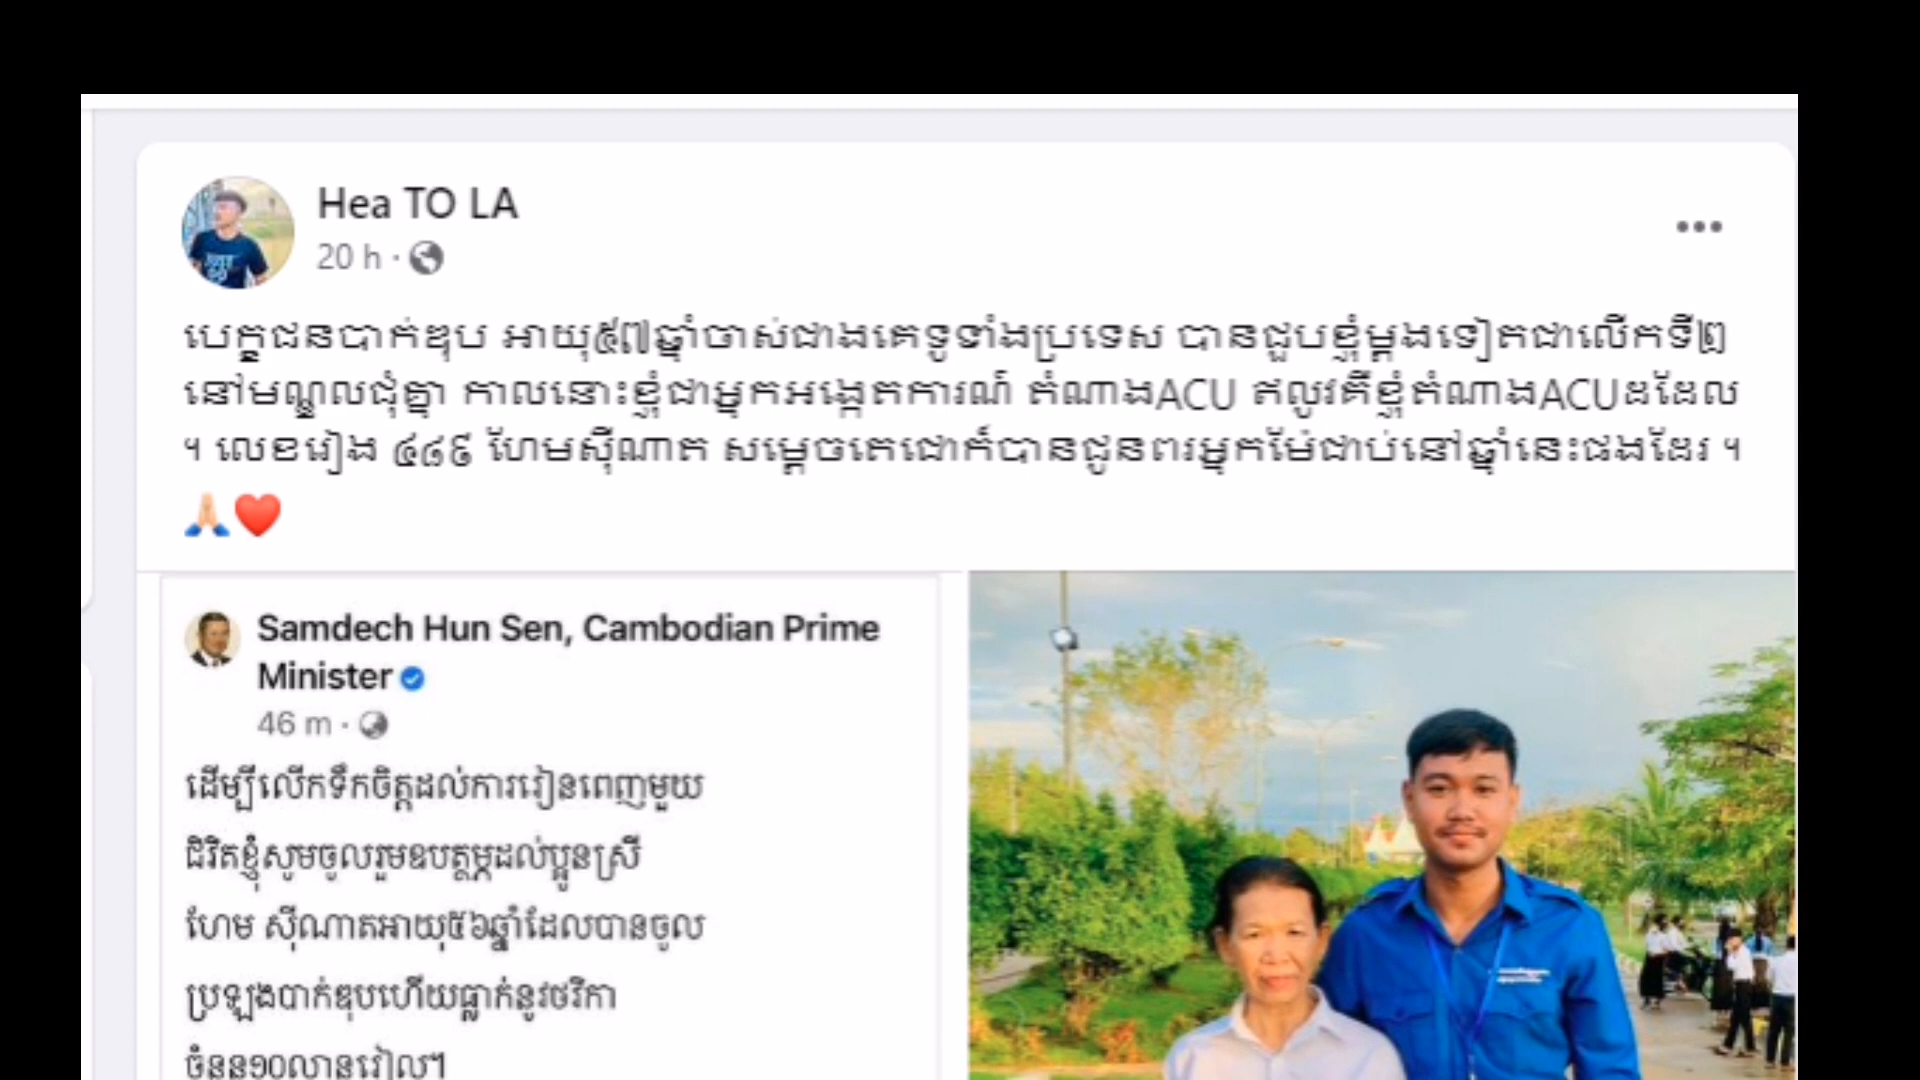 Hea TO LA
20 h ·
បេក្ខជនបាក់ឌុប អាយុ៥៧ឆ្នាំចាស់ជាងគេទូទាំងប្រទេស បានជួបខ្ញុំម្ដងទៀតជាលើកទី២
នៅមណ្ឌលជុំគ្នា កាលនោះខ្ញុំជាអ្នកអង្កេតការណ៍ តំណាងACU ឥលូវគឺខ្ញុំតំណាងACUដដែល
។ លេខរៀង ៤៨៩ ហែមស៊ីណាត សម្ដេចតេជោក៏បានជូនពរអ្នកម៉ែជាប់នៅឆ្នាំនេះផងដែរ ។
🙏❤️
Samdech Hun Sen, Cambodian Prime
Minister
46 m ·
ដើម្បីលើកទឹកចិត្តដល់ការរៀនពេញមួយ
ជិវិតខ្ញុំសូមចូលរួមឧបត្ថម្ភដល់ប្អូនស្រី
ហែម ស៊ីណាតអាយុ៥៦ឆ្នាំដែលបានចូល
ប្រឡងបាក់ឌុបហើយធ្លាក់នូវថវិកា
ចំនួន១០លានរៀល។